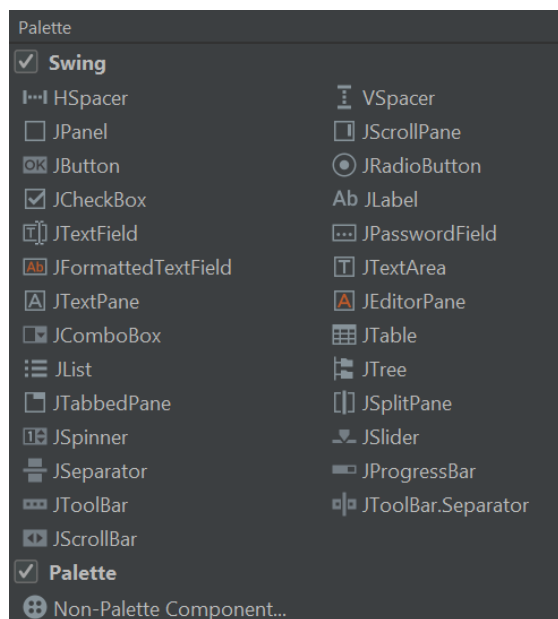 Palette
Swing
HSpacer VSpacer
JPanel JScrollPane
OK JButton JRadioButton
JCheckBox Ab JLabel
T JTextField JPasswordField
Ab JFormattedTextField T JTextArea
A JTextPane A JEditorPane
JComboBox JTable
JList JTree
JTabbedPane JSplitPane
1 JSpinner JSlider
JSeparator JProgressBar
JToolBar JToolBar.Separator
JScrollBar
Palette
Non-Palette Component...